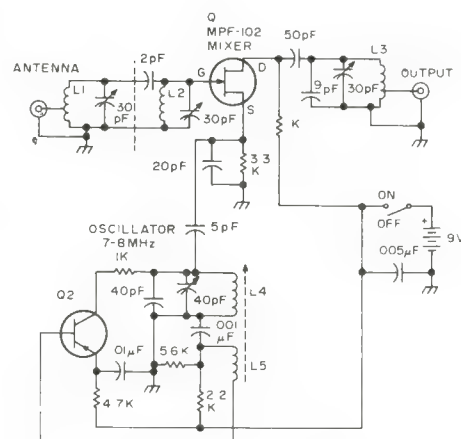 Q
MPF-102
MIXER
ANTENNA
2pF
50pF
L3
OUTPUT
G
D
S
L1
L2
30
pF
30pF
9
pF
30pF
K
20pF
3.3
K
5pF
ON
OFF
9V
.005µF
OSCILLATOR
7-8MHz
1K
Q2
40pF
40pF
L4
.001
µF
.01µF
56K
L5
4.7K
2.2
K